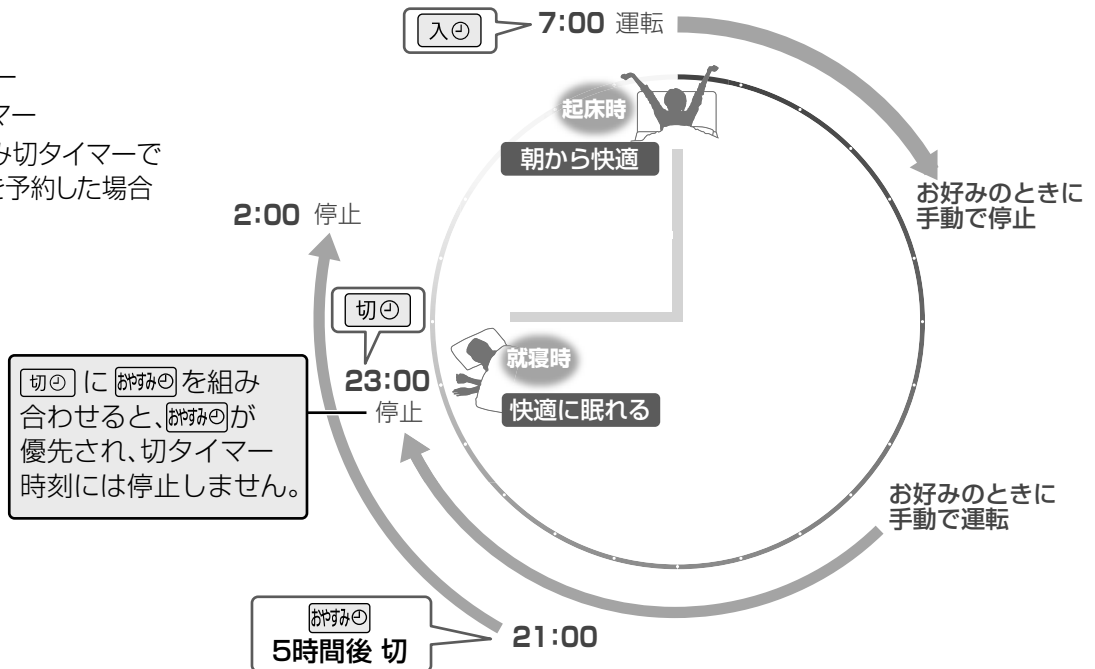 入
7:00 運転
ー
マー
み切タイマーで
を予約した場合
起床時
朝から快適
お好みのときに
手動で停止
2:00 停止
切
23:00
停止
就寝時
快適に眠れる
切 に おやすみ を組み
合わせると、おやすみ が
優先され、切タイマー
時刻には停止しません。
お好みのときに
手動で運転
おやすみ
5時間後 切
21:00